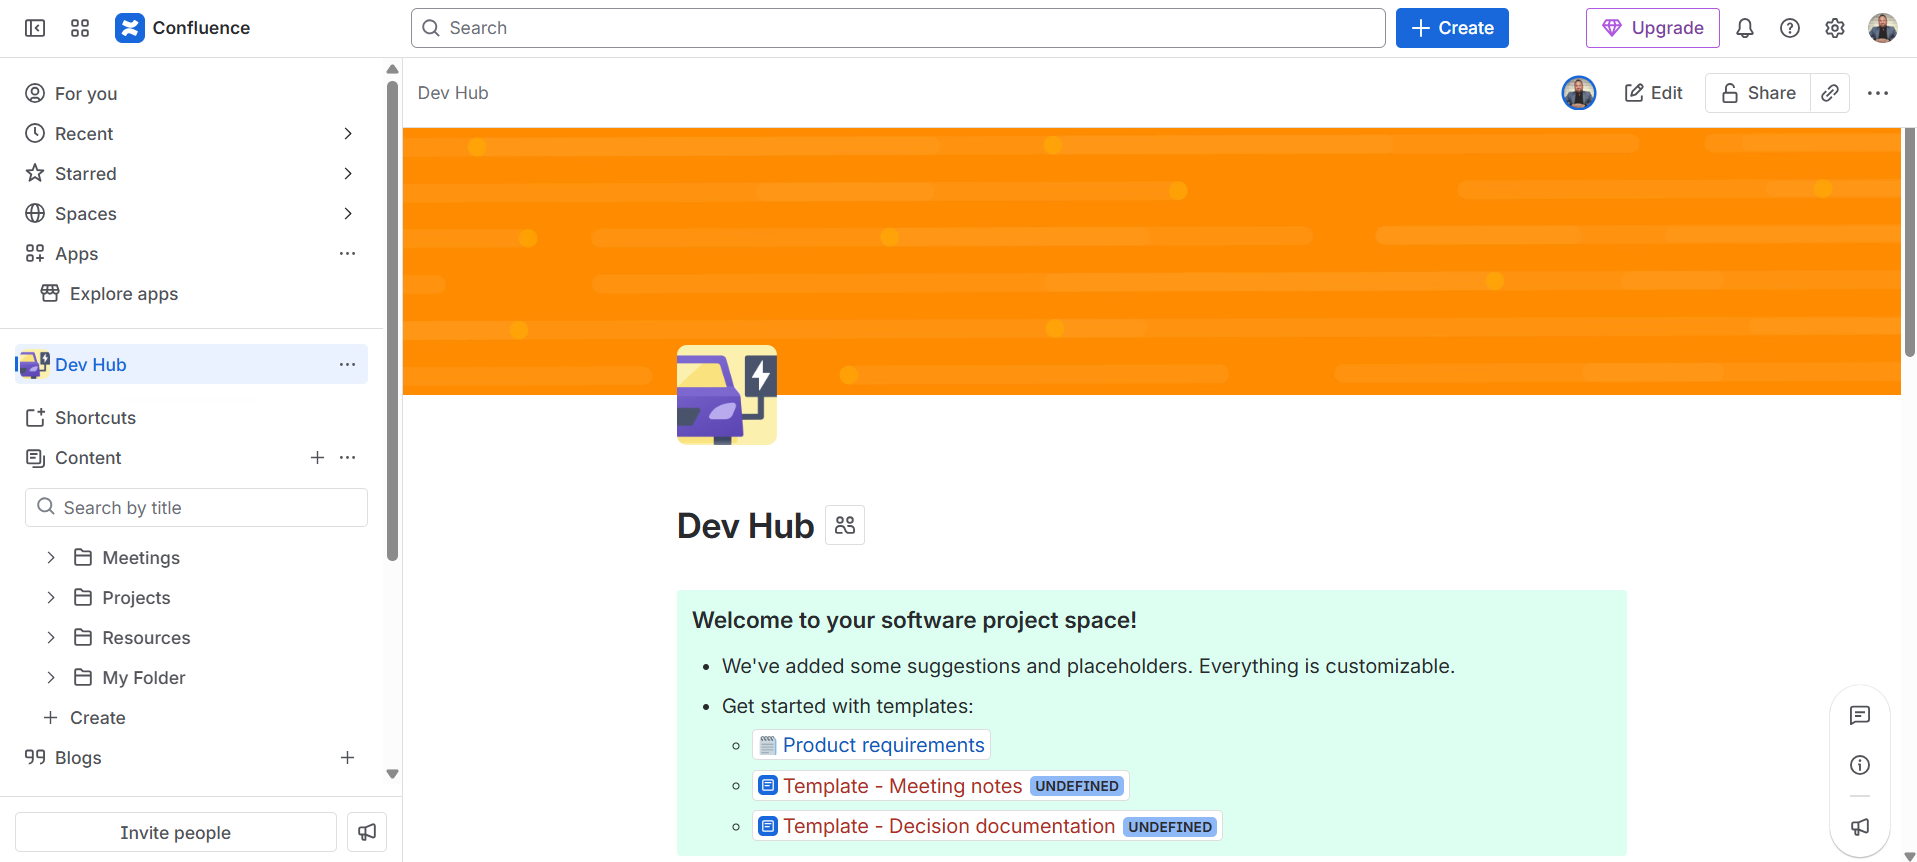 Confluence
Search
Create
Upgrade
For you
Recent
Starred
Spaces
Apps
Explore apps
Dev Hub
Shortcuts
Content
Search by title
Meetings
Projects
Resources
My Folder
Create
Blogs
Invite people
Dev Hub
Edit
Share
Dev Hub
Welcome to your software project space!
We've added some suggestions and placeholders. Everything is customizable.
Get started with templates:
Product requirements
Template - Meeting notes UNDEFINED
Template - Decision documentation UNDEFINED